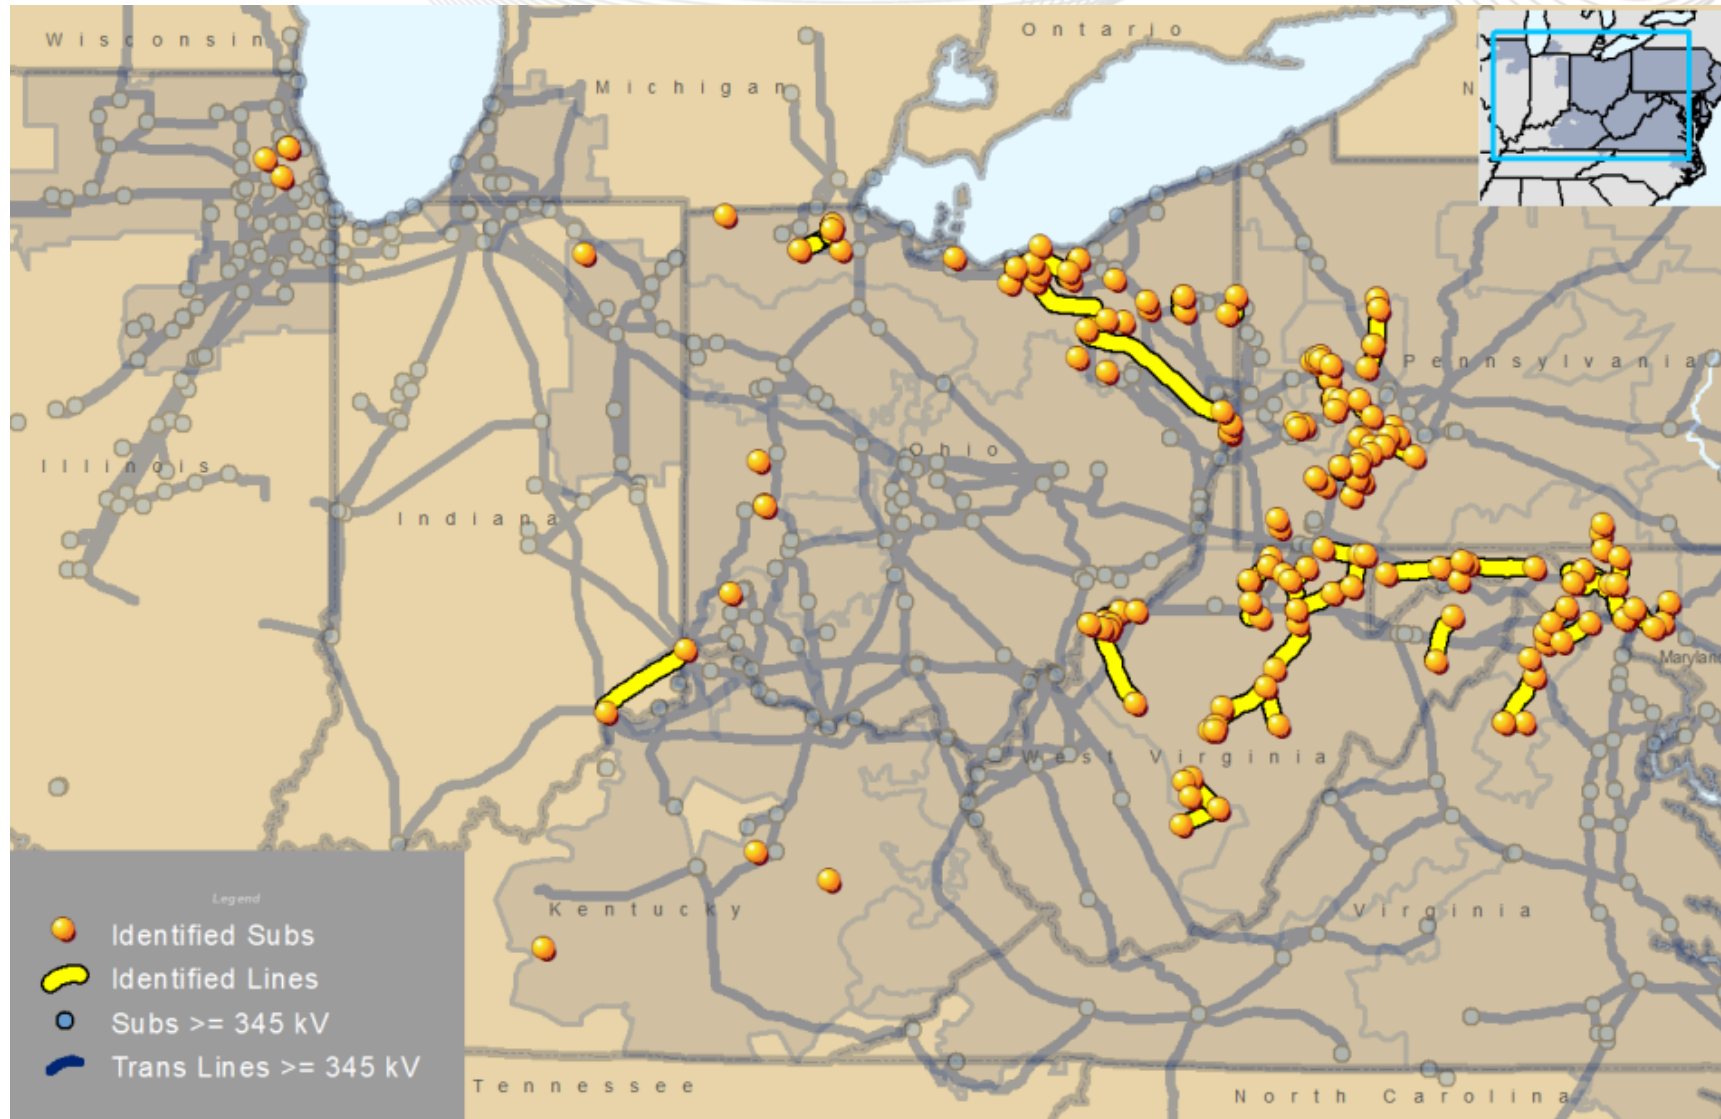 Wisconsin
Ontario
Michigan
N
Pennsylvania
Ohio
Illinois
Indiana
Maryland
West Virginia
Kentucky
Virginia
Tennessee
North Carolina
Legend
Identified Subs
Identified Lines
Subs >= 345 kV
Trans Lines >= 345 kV